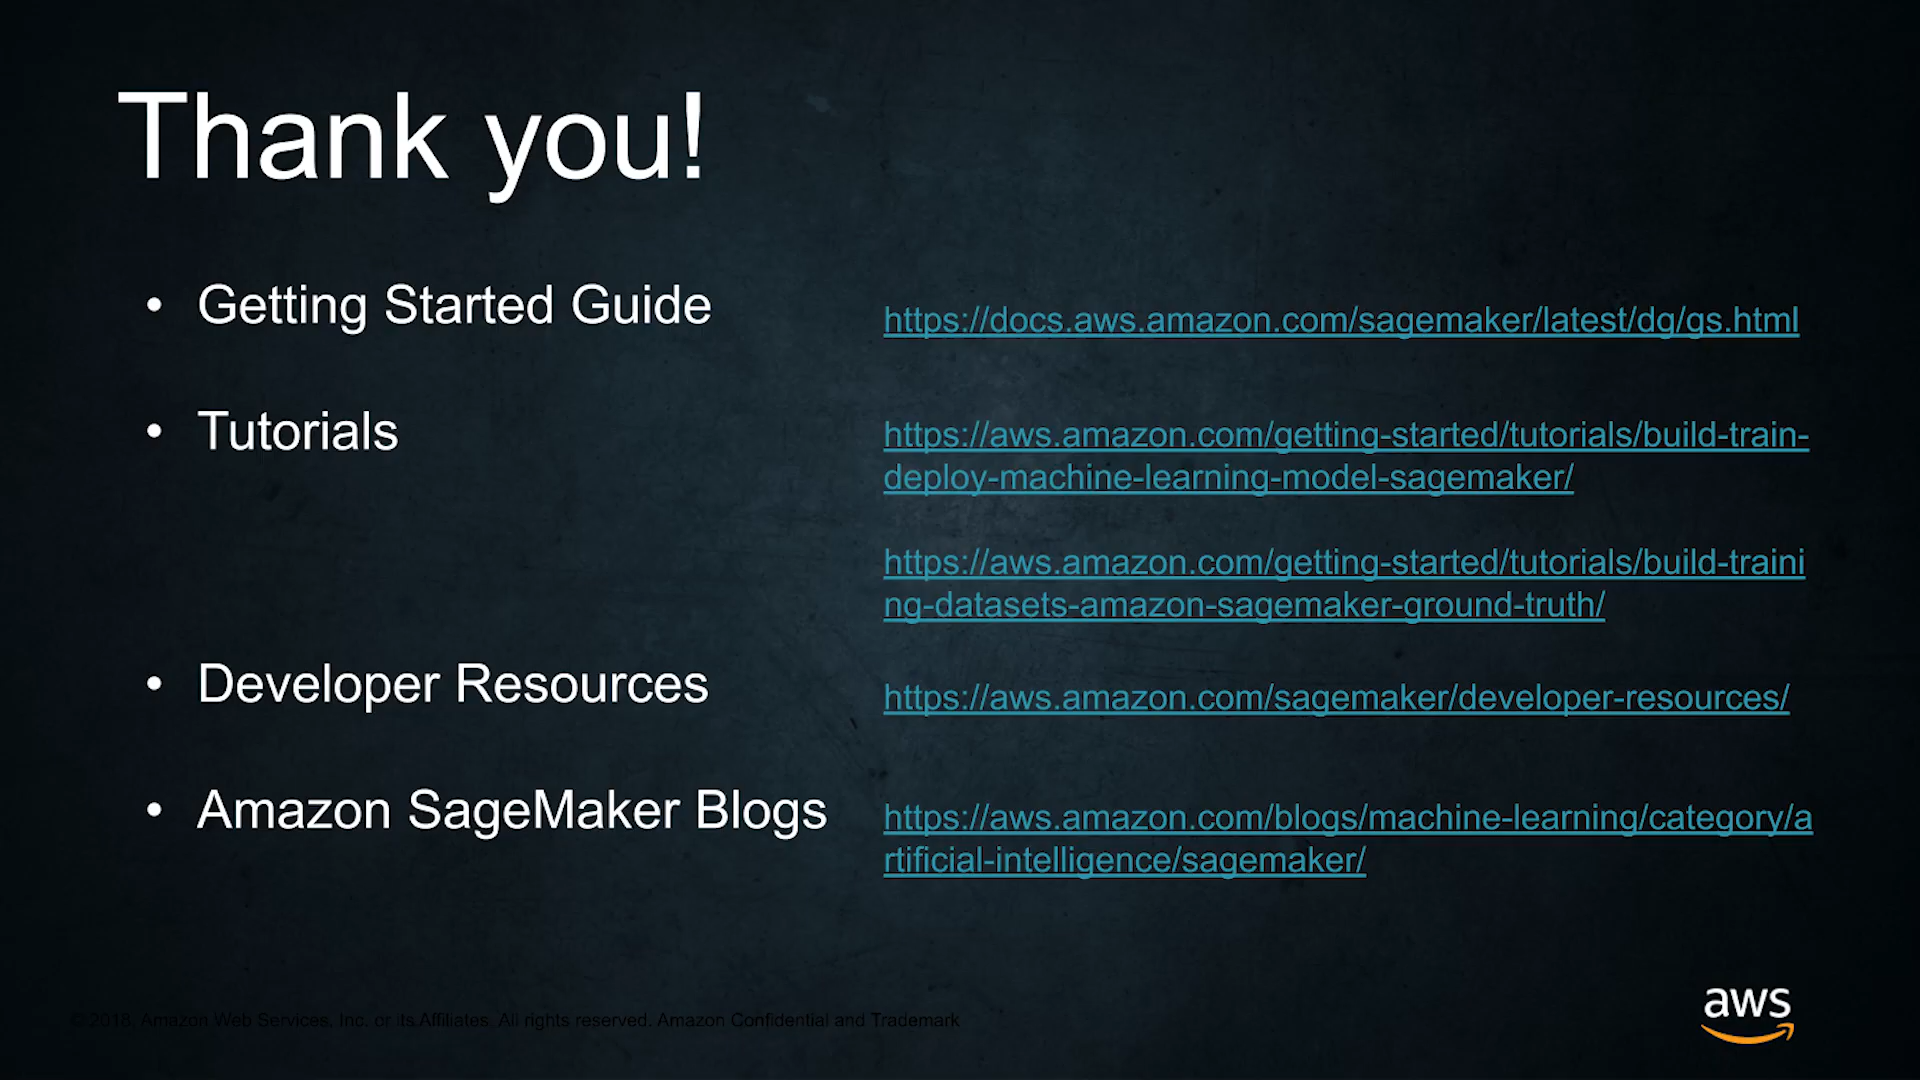 Thank you!
• Getting Started Guide
https://docs.aws.amazon.com/sagemaker/latest/dg/gs.html
• Tutorials
https://aws.amazon.com/getting-started/tutorials/build-train-
deploy-machine-learning-model-sagemaker/
https://aws.amazon.com/getting-started/tutorials/build-traini
ng-datasets-amazon-sagemaker-ground-truth/
• Developer Resources
https://aws.amazon.com/sagemaker/developer-resources/
• Amazon SageMaker Blogs
https://aws.amazon.com/blogs/machine-learning/category/a
rtificial-intelligence/sagemaker/
© 2018, Amazon Web Services, Inc. or its Affiliates. All rights reserved. Amazon Confidential and Trademark
aws